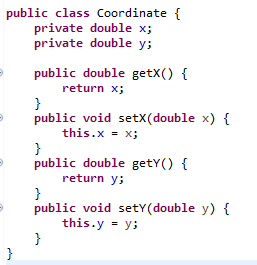 public class Coordinate {
    private double x;
    private double y;

    public double getX() {
        return x;
    }
    public void setX(double x) {
        this.x = x;
    }
    public double getY() {
        return y;
    }
    public void setY(double y) {
        this.y = y;
    }
}